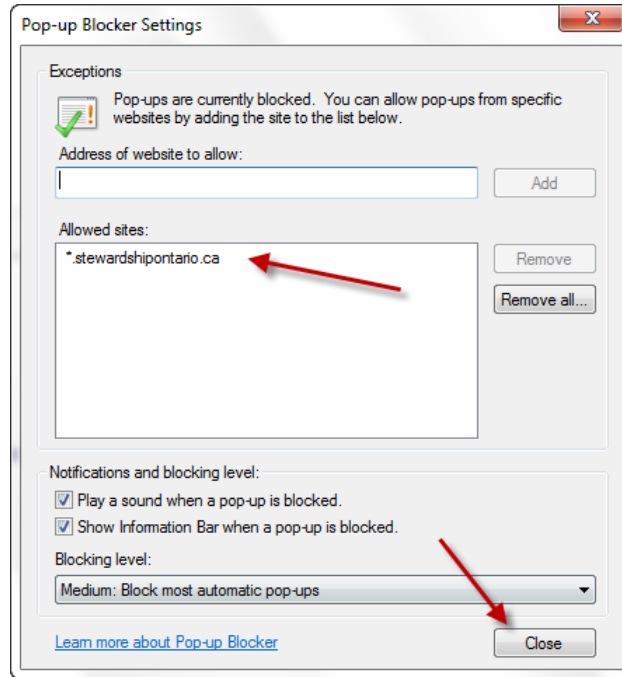 Pop-up Blocker Settings
Exceptions
Pop-ups are currently blocked. You can allow pop-ups from specific
websites by adding the site to the list below.
Address of website to allow:
Add
Allowed sites:
*.stewardshipontario.ca
Remove
Remove all...
Notifications and blocking level:
Play a sound when a pop-up is blocked.
Show Information Bar when a pop-up is blocked.
Blocking level:
Medium: Block most automatic pop-ups
Learn more about Pop-up Blocker
Close